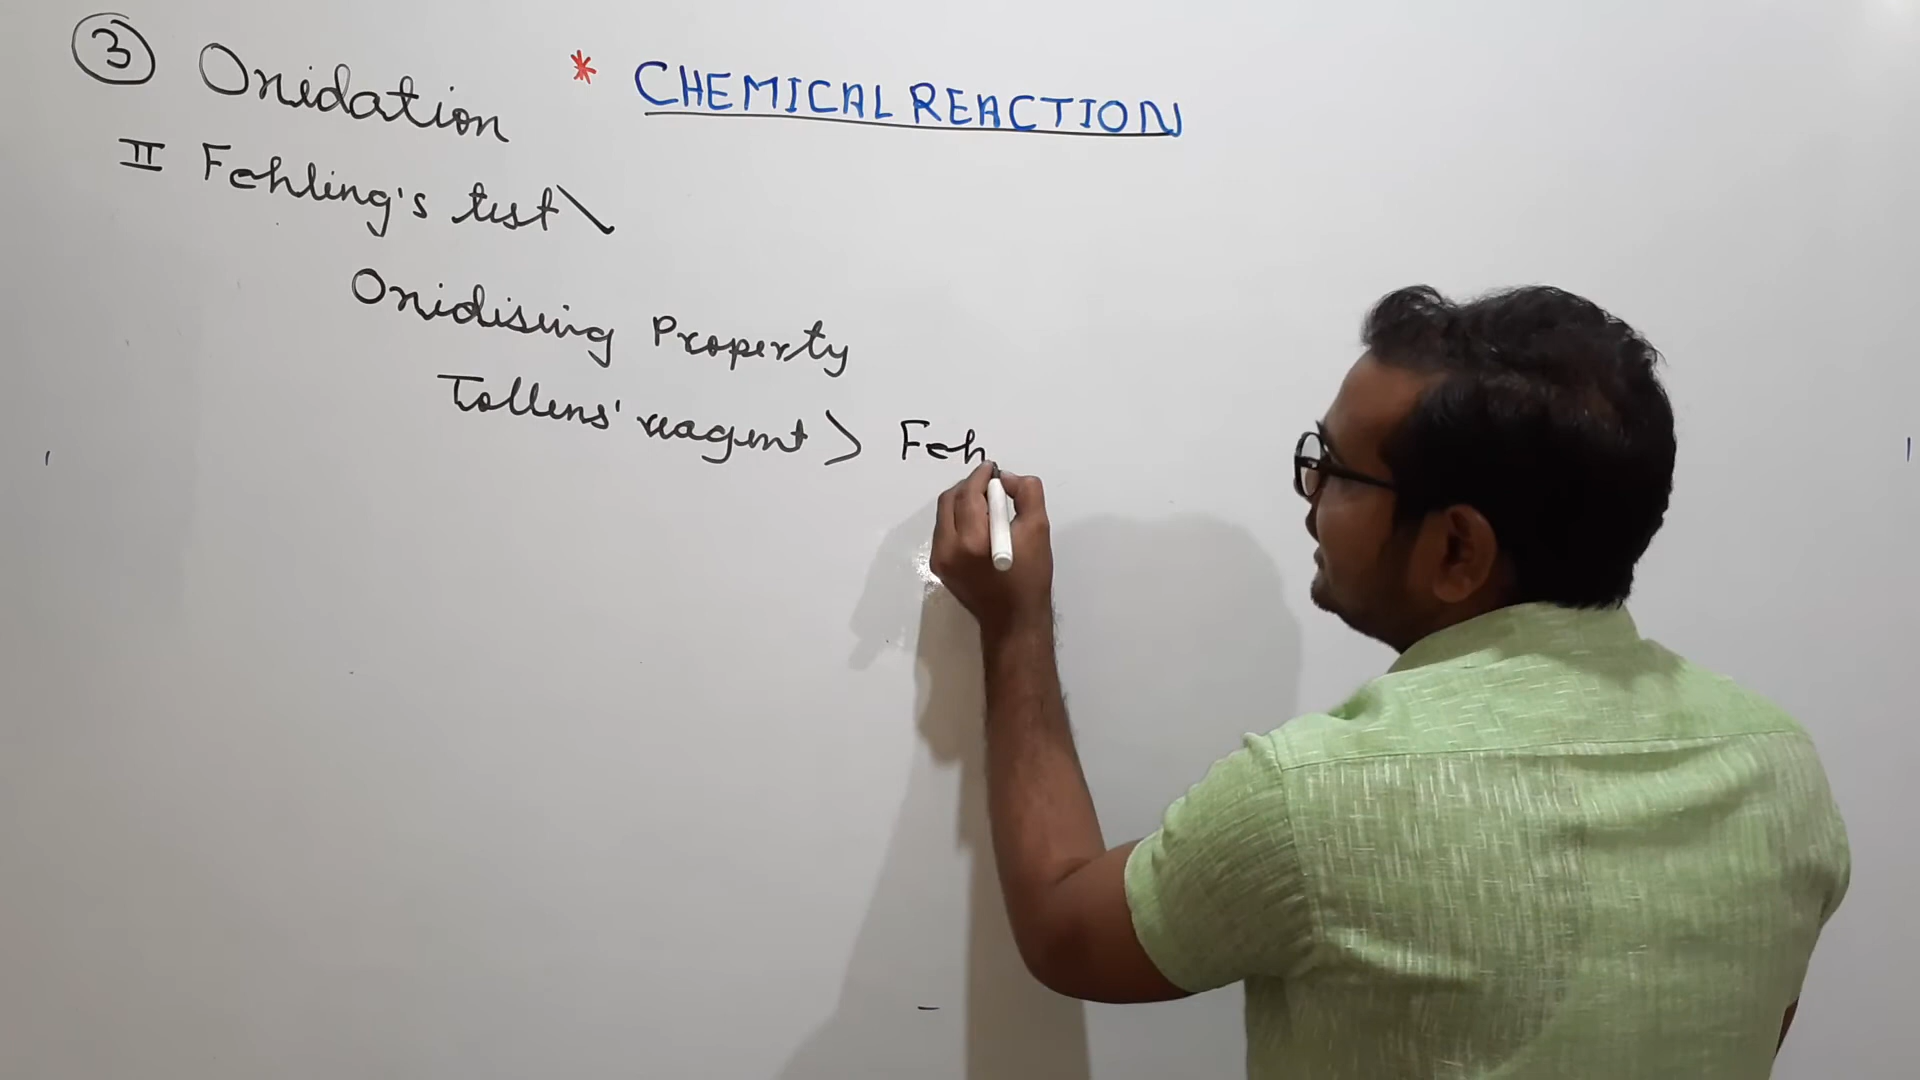 ③ Oxidation
* CHEMICAL REACTION
II Fehling's test \
Oxidising Property
Tollens' reagent > Feh